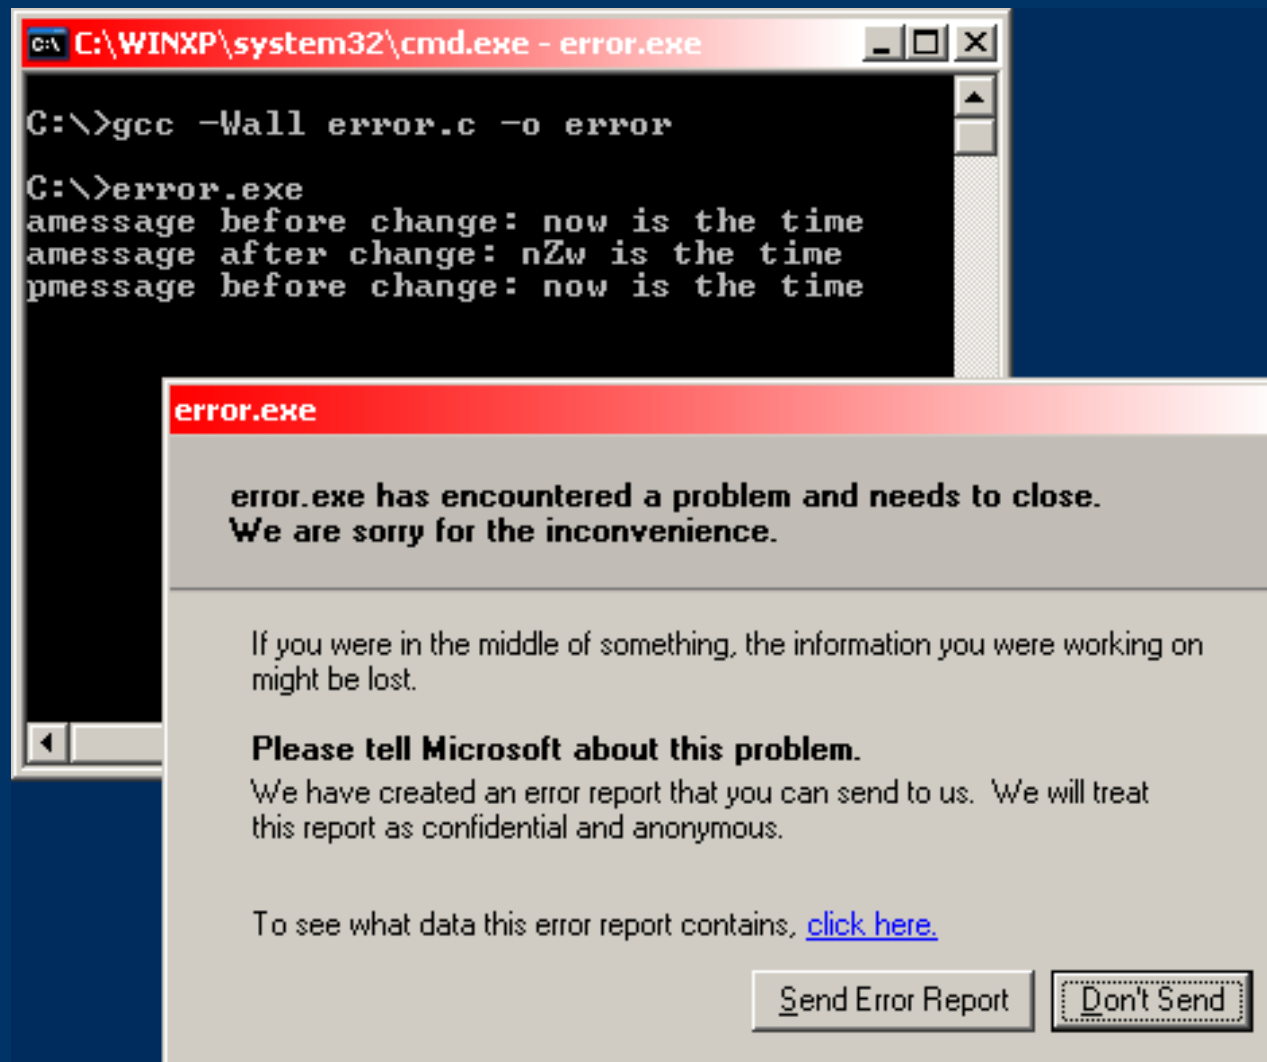 C:\WINXP\system32\cmd.exe - error.exe
C:\>gcc -Wall error.c -o error
C:\>error.exe
amessage before change: now is the time
amessage after change: nZw is the time
pmessage before change: now is the time
error.exe
error.exe has encountered a problem and needs to close.
We are sorry for the inconvenience.
If you were in the middle of something, the information you were working on
might be lost.
Please tell Microsoft about this problem.
We have created an error report that you can send to us.  We will treat
this report as confidential and anonymous.
To see what data this error report contains, click here.
Send Error Report Don't Send